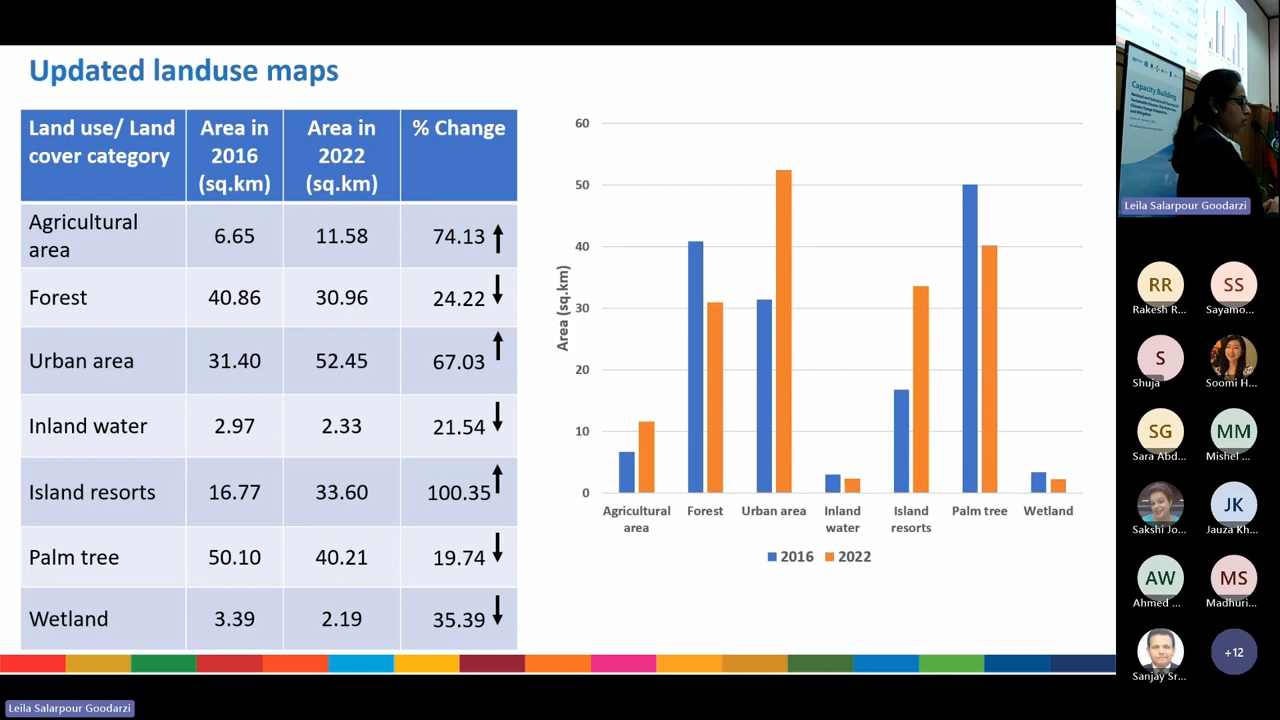 Updated landuse maps
Land use/ Land cover category
Area in 2016 (sq.km)
Area in 2022 (sq.km)
% Change
Agricultural area 6.65 11.58 74.13
Forest 40.86 30.96 24.22
Urban area 31.40 52.45 67.03
Inland water 2.97 2.33 21.54
Island resorts 16.77 33.60 100.35
Palm tree 50.10 40.21 19.74
Wetland 3.39 2.19 35.39
Area (sq.km)
60
50
40
30
20
10
0
Agricultural area
Forest
Urban area
Inland water
Island resorts
Palm tree
Wetland
2016 2022
Capacity Building
Leila Salarpour Goodarzi
RR
Rakesh R...
SS
Sayamo...
S
Shuja
Soomi H...
SG
Sara Abd...
MM
Mishel ...
Sakshi Jo...
JK
Jauza Kh...
AW
Ahmed ...
MS
Madhuri...
Sanjay Sr...
+12
Leila Salarpour Goodarzi